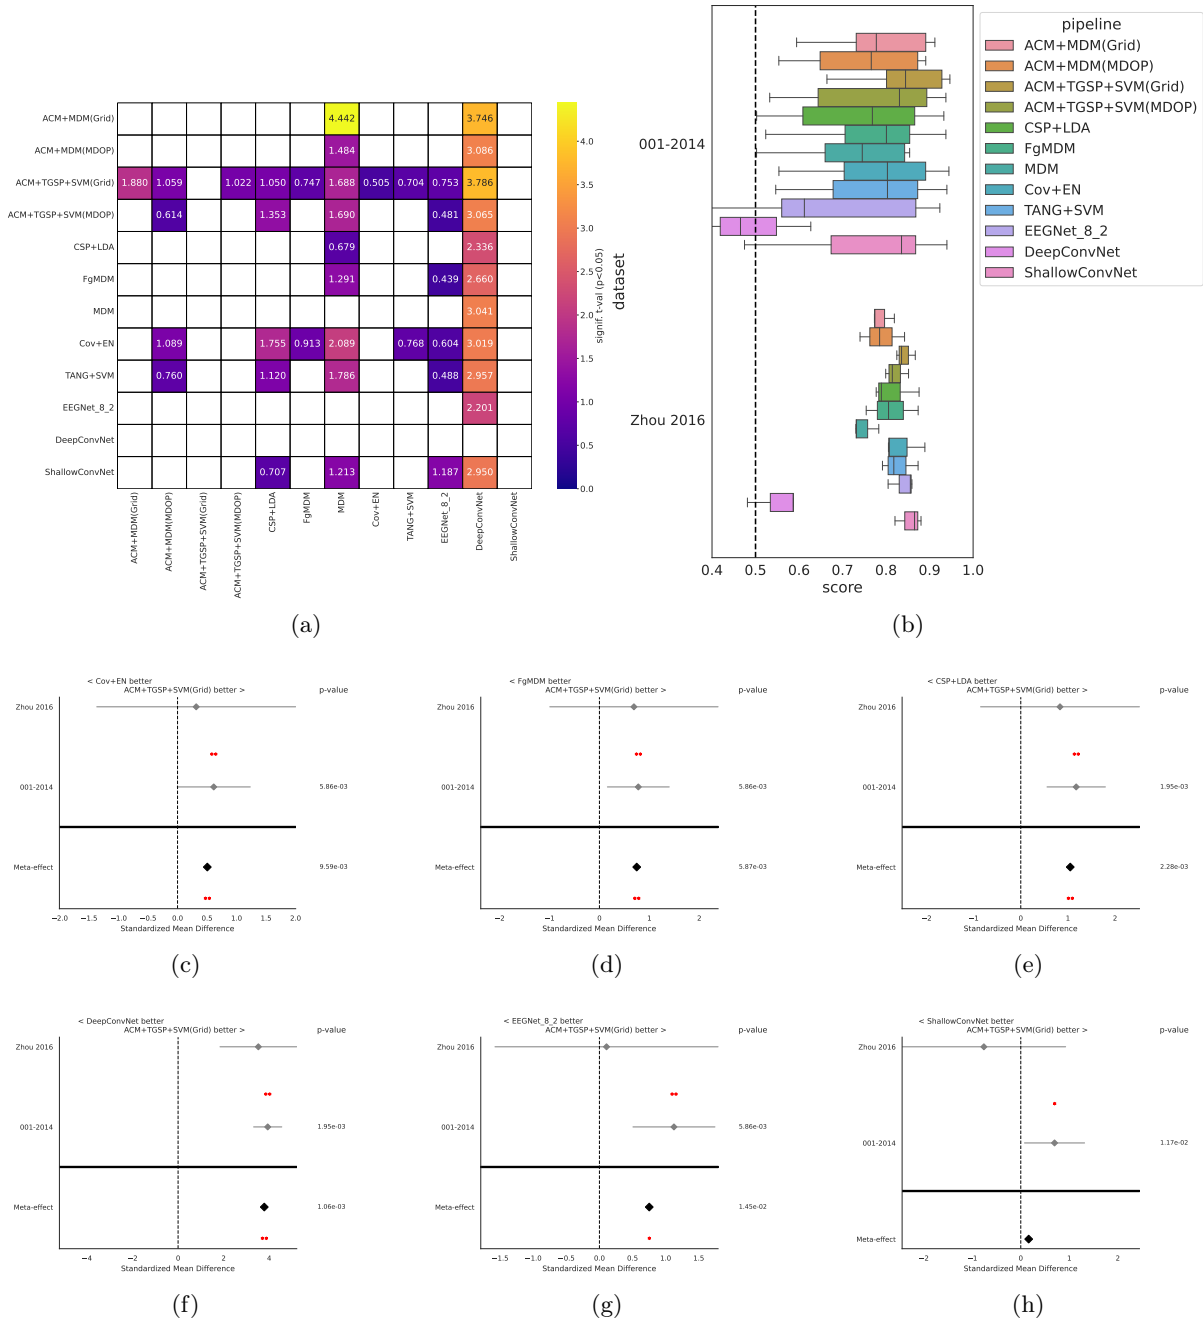 ACM+MDM(Grid) 4.442 3.746
ACM+MDM(MDOP) 1.484 3.086
ACM+TGSP+SVM(Grid) 1.880 1.059 1.022 1.050 0.747 1.688 0.505 0.704 0.753 3.786
ACM+TGSP+SVM(MDOP) 0.614 1.353 1.690 0.481 3.065
CSP+LDA 0.679 2.336
FgMDM 1.291 0.439 2.660
MDM 3.041
Cov+EN 1.089 1.755 0.913 2.089 0.768 0.604 3.019
TANG+SVM 0.760 1.120 1.786 0.488 2.957
EEGNet_8_2 2.201
DeepConvNet
ShallowConvNet 0.707 1.213 1.187 2.950
ACM+MDM(Grid)
ACM+MDM(MDOP)
ACM+TGSP+SVM(Grid)
ACM+TGSP+SVM(MDOP)
CSP+LDA
FgMDM
MDM
Cov+EN
TANG+SVM
EEGNet_8_2
DeepConvNet
ShallowConvNet
4.0
3.5
3.0
2.5
2.0
1.5
1.0
0.5
0.0
signif. t-val (p<0.05)
(a)
dataset
001-2014
Zhou 2016
0.4 0.5 0.6 0.7 0.8 0.9 1.0
score
pipeline
ACM+MDM(Grid)
ACM+MDM(MDOP)
ACM+TGSP+SVM(Grid)
ACM+TGSP+SVM(MDOP)
CSP+LDA
FgMDM
MDM
Cov+EN
TANG+SVM
EEGNet_8_2
DeepConvNet
ShallowConvNet
(b)
< Cov+EN better
ACM+TGSP+SVM(Grid) better > p-value
Zhou 2016
001-2014 5.86e-03
Meta-effect 9.59e-03
−2.0 −1.5 −1.0 −0.5 0.0 0.5 1.0 1.5 2.0
Standardized Mean Difference
(c)
< FgMDM better
ACM+TGSP+SVM(Grid) better > p-value
Zhou 2016
001-2014 5.86e-03
Meta-effect 5.87e-03
−2 −1 0 1 2
Standardized Mean Difference
(d)
< CSP+LDA better
ACM+TGSP+SVM(Grid) better > p-value
Zhou 2016
001-2014 1.95e-03
Meta-effect 2.28e-03
−2 −1 0 1 2
Standardized Mean Difference
(e)
< DeepConvNet better
ACM+TGSP+SVM(Grid) better > p-value
Zhou 2016
001-2014 1.95e-03
Meta-effect 1.06e-03
−4 −2 0 2 4
Standardized Mean Difference
(f)
< EEGNet_8_2 better
ACM+TGSP+SVM(Grid) better > p-value
Zhou 2016
001-2014 5.86e-03
Meta-effect 1.45e-02
−1.5 −1.0 −0.5 0.0 0.5 1.0 1.5
Standardized Mean Difference
(g)
< ShallowConvNet better
ACM+TGSP+SVM(Grid) better > p-value
Zhou 2016
001-2014 1.17e-02
Meta-effect
−2 −1 0 1 2
Standardized Mean Difference
(h)